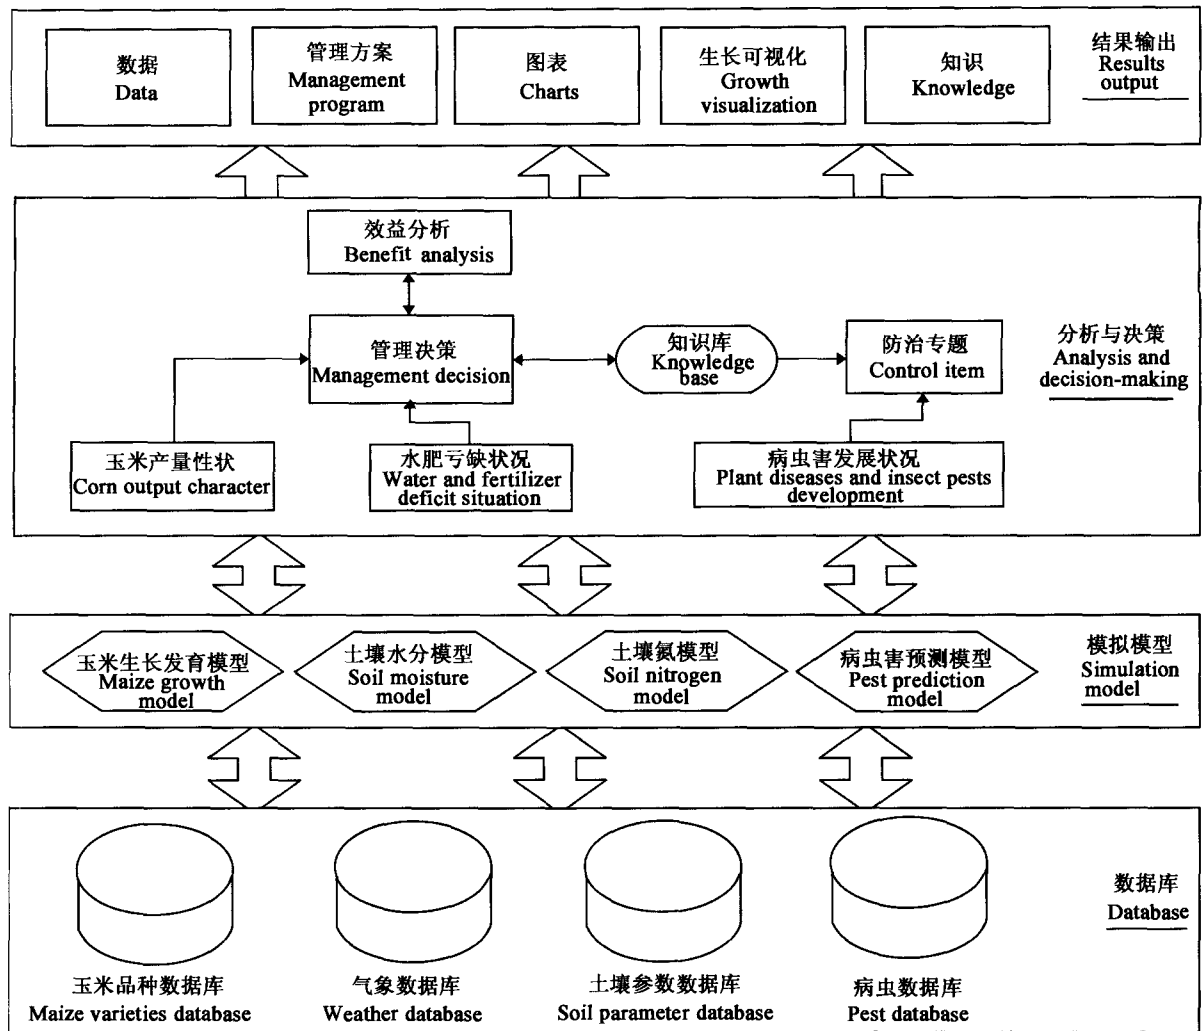 数据
Data
管理方案
Management
program
图表
Charts
生长可视化
Growth
visualization
知识
Knowledge
结果输出
Results
output
效益分析
Benefit analysis
管理决策
Management decision
知识库
Knowledge
base
防治专题
Control item
分析与决策
Analysis and
decision-making
玉米产量性状
Corn output character
水肥亏缺状况
Water and fertilizer
deficit situation
病虫害发展状况
Plant diseases and insect pests
development
玉米生长发育模型
Maize growth
model
土壤水分模型
Soil moisture
model
土壤氮模型
Soil nitrogen
model
病虫害预测模型
Pest prediction
model
模拟模型
Simulation
model
数据库
Database
玉米品种数据库
Maize varieties database
气象数据库
Weather database
土壤参数数据库
Soil parameter database
病虫数据库
Pest database